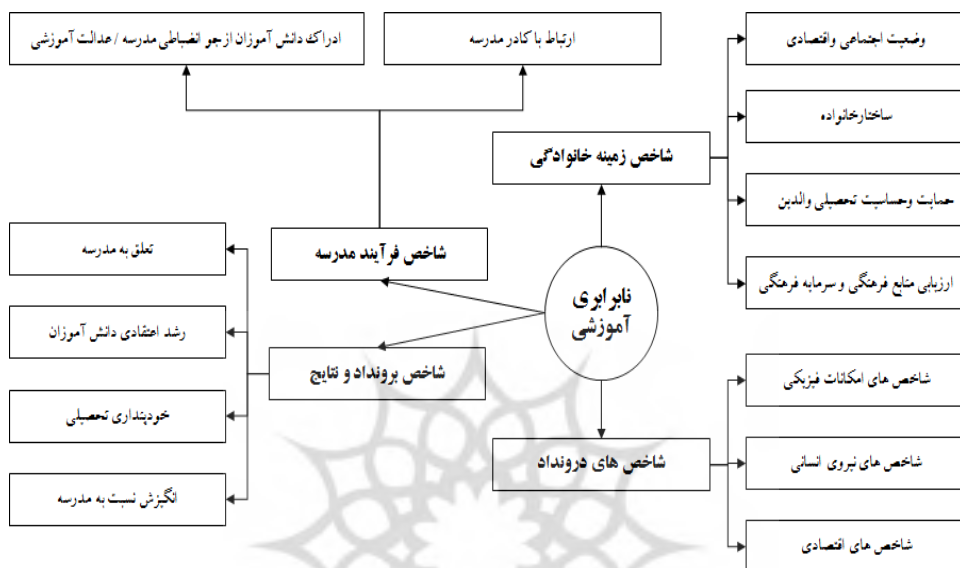 ارتباط با کادر مدرسه
ادراك دانش آموزان از جو انضباطی مدرسه / عدالت آموزشی
وضعیت اجتماعی واقتصادی
ساختارخانواده
شاخص زمینه خانوادگی
حمایت وحساسیت تحصیلی والدین
ارزیابی منابع فرهنگی و سرمایه فرهنگی
شاخص فرآیند مدرسه
تعلق به مدرسه
نابرابری
آموزشی
رشد اعتقادی دانش آموزان
شاخص برونداد و نتایج
خودپنداری تحصیلی
انگیزش نسبت به مدرسه
شاخص های امکانات فیزیکی
شاخص های درونداد
شاخص های نیروی انسانی
شاخص های اقتصادی